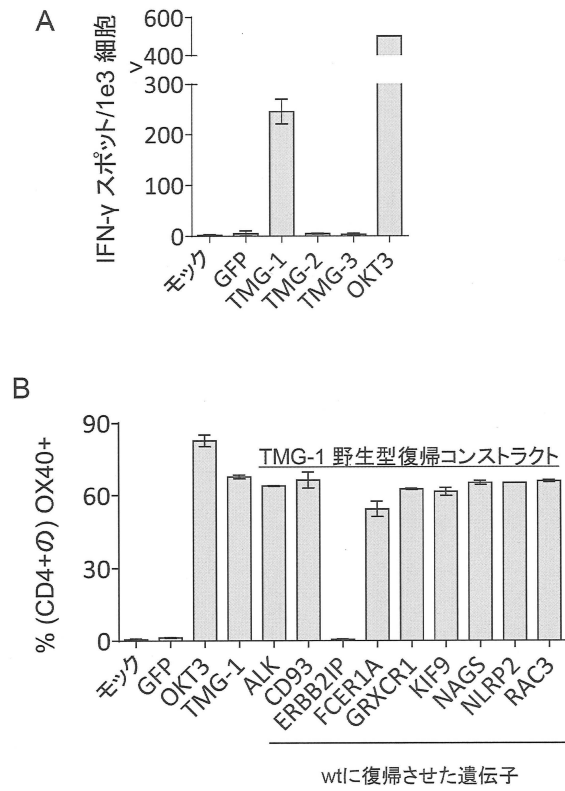 A
IFN-γ スポット/1e3 細胞
>
600
400
300
200
100
0
モック
GFP
TMG-1
TMG-2
TMG-3
OKT3
B
% (CD4+の) OX40+
90
60
30
0
TMG-1 野生型復帰コンストラクト
モック
GFP
OKT3
TMG-1
ALK
CD93
ERBB2IP
FCER1A
GRXCR1
KIF9
NAGS
NLRP2
RAC3
wtに復帰させた遺伝子